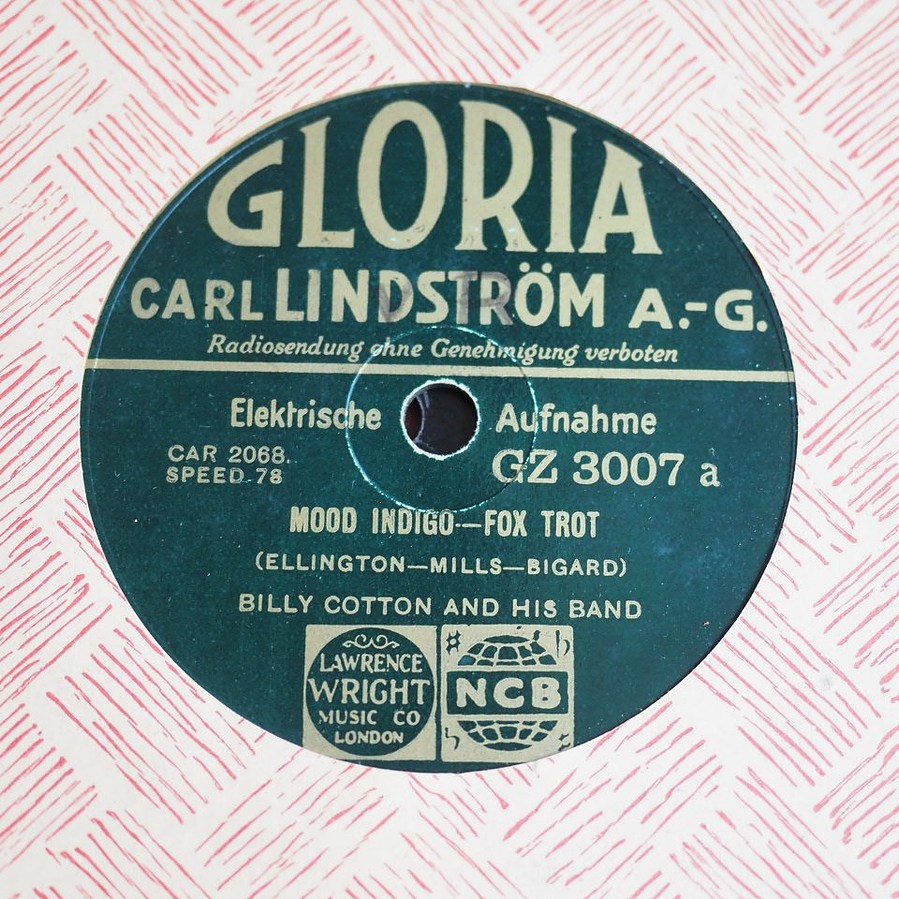 GLORIA
CARL LINDSTRÖM A.-G.
Radiosendung ohne Genehmigung verboten
Elektrische Aufnahme
CAR 2068.
SPEED 78
GZ 3007 a
MOOD INDIGO—FOX TROT
(ELLINGTON—MILLS—BIGARD)
BILLY COTTON AND HIS BAND
LAWRENCE
WRIGHT
MUSIC CO
LONDON
NCB